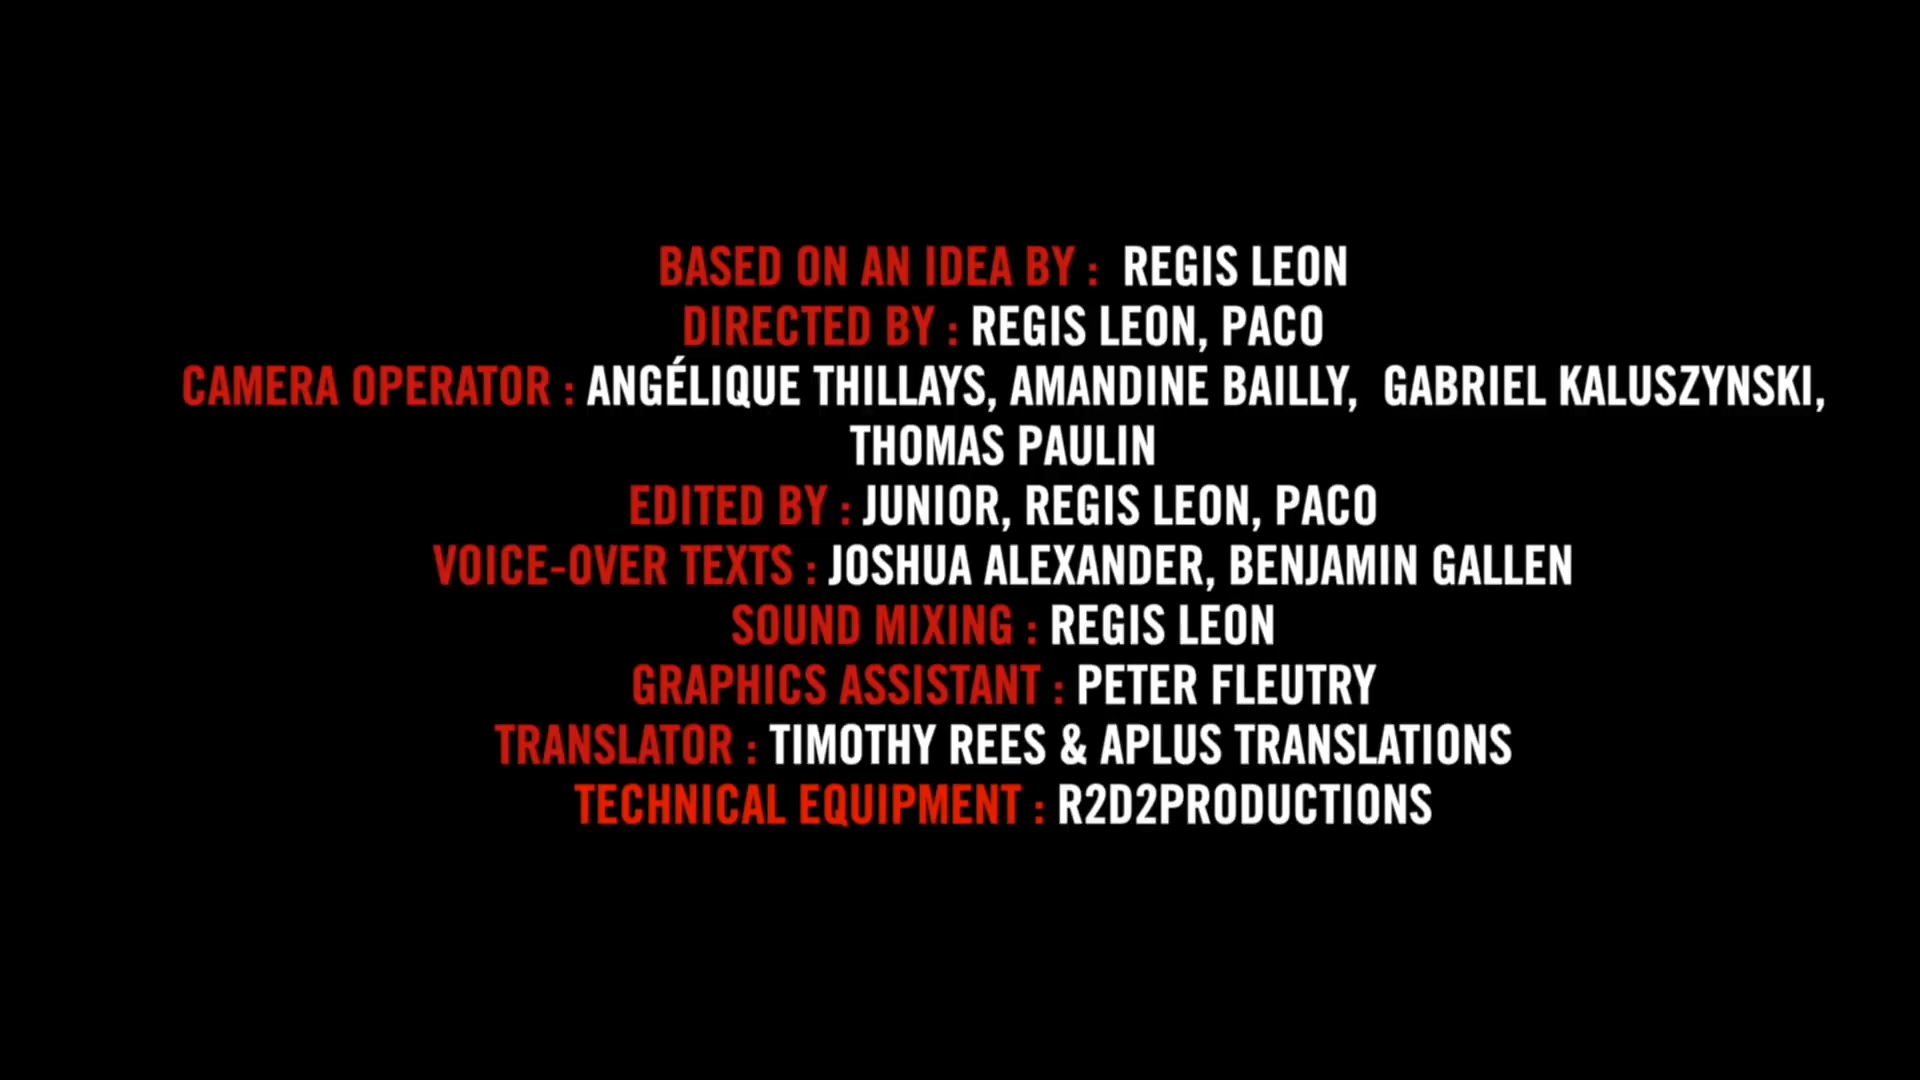 BASED ON AN IDEA BY :  REGIS LEON
DIRECTED BY : REGIS LEON, PACO
CAMERA OPERATOR : ANGÉLIQUE THILLAYS, AMANDINE BAILLY,  GABRIEL KALUSZYNSKI,
THOMAS PAULIN
EDITED BY : JUNIOR, REGIS LEON, PACO
VOICE-OVER TEXTS : JOSHUA ALEXANDER, BENJAMIN GALLEN
SOUND MIXING : REGIS LEON
GRAPHICS ASSISTANT : PETER FLEUTRY
TRANSLATOR : TIMOTHY REES & APLUS TRANSLATIONS
TECHNICAL EQUIPMENT : R2D2PRODUCTIONS